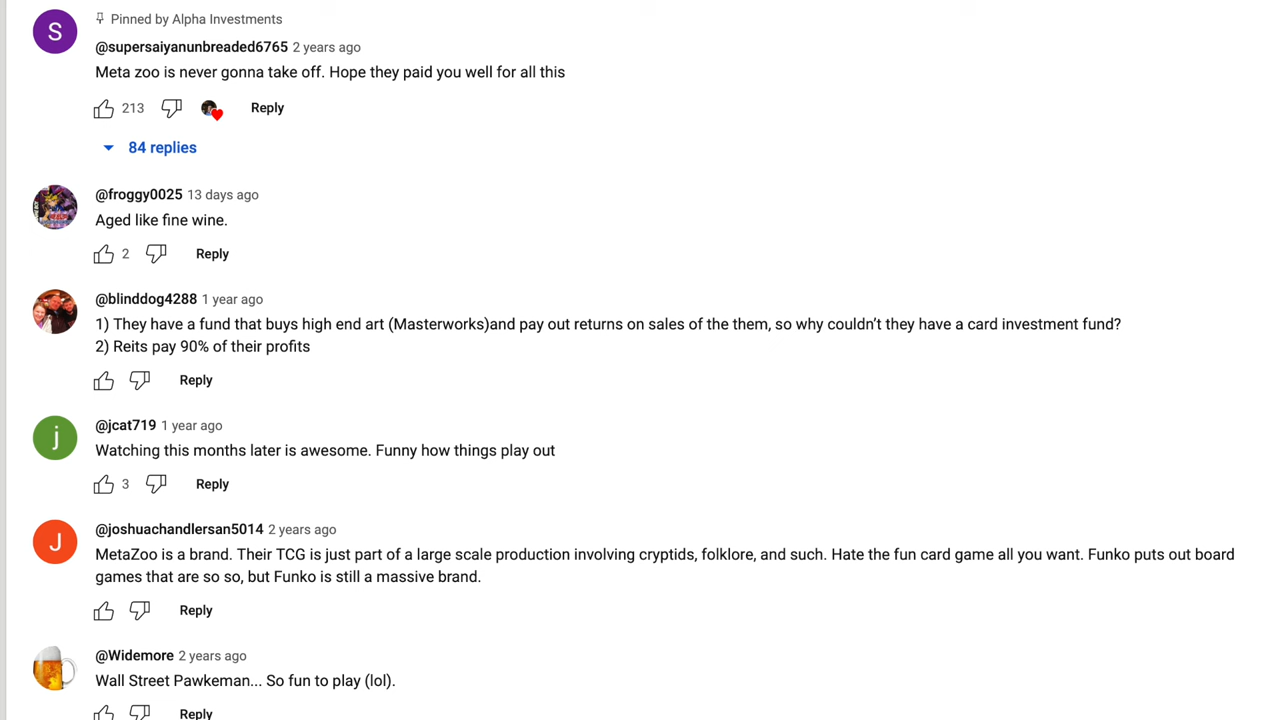 S
Pinned by Alpha Investments
@supersaiyanunbreaded6765 2 years ago
Meta zoo is never gonna take off. Hope they paid you well for all this
213 Reply
84 replies
@froggy0025 13 days ago
Aged like fine wine.
2 Reply
@blinddog4288 1 year ago
1) They have a fund that buys high end art (Masterworks)and pay out returns on sales of the them, so why couldn't they have a card investment fund?
2) Reits pay 90% of their profits
Reply
j
@jcat719 1 year ago
Watching this months later is awesome. Funny how things play out
3 Reply
J
@joshuachandlersan5014 2 years ago
MetaZoo is a brand. Their TCG is just part of a large scale production involving cryptids, folklore, and such. Hate the fun card game all you want. Funko puts out board
games that are so so, but Funko is still a massive brand.
Reply
@Widemore 2 years ago
Wall Street Pawkeman... So fun to play (lol).
Reply